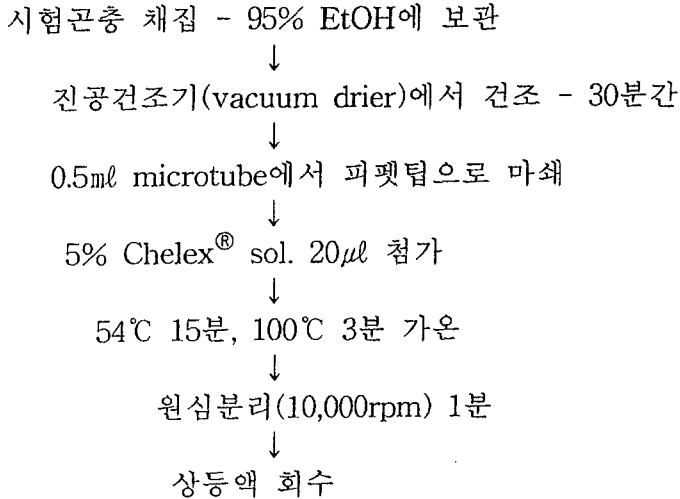 시험곤충 채집 - 95% EtOH에 보관
↓
진공건조기(vacuum drier)에서 건조 - 30분간
↓
0.5㎖ microtube에서 피펫팁으로 마쇄
↓
5% Chelex® sol. 20㎕ 첨가
↓
54℃ 15분, 100℃ 3분 가온
↓
원심분리(10,000rpm) 1분
↓
상등액 회수